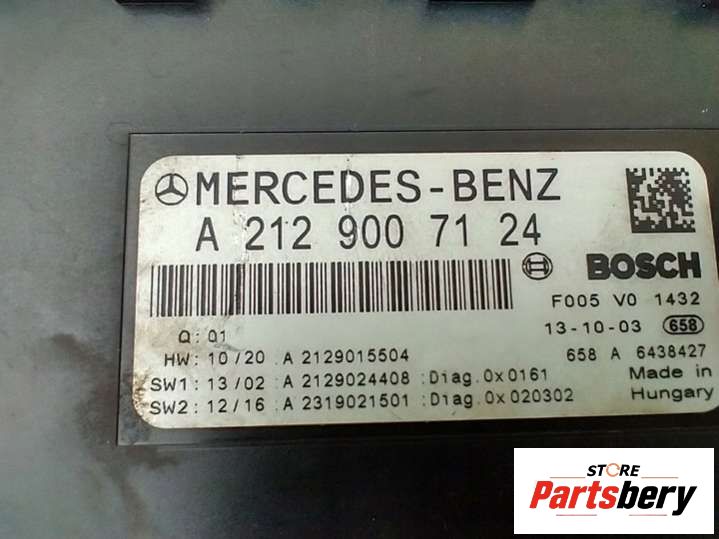 MERCEDES-BENZ
A 212 900 71 24
BOSCH
F005 V0 1432
Q: 01
13-10-03 658
HW: 10/20 :A 2129015504
658 A 6438427
SW1: 13/02 :A 2129024408 :Diag.0x0161
Made in
SW2: 12/16 :A 2319021501 :Diag.0x020302
Hungary
STORE
Partsbery